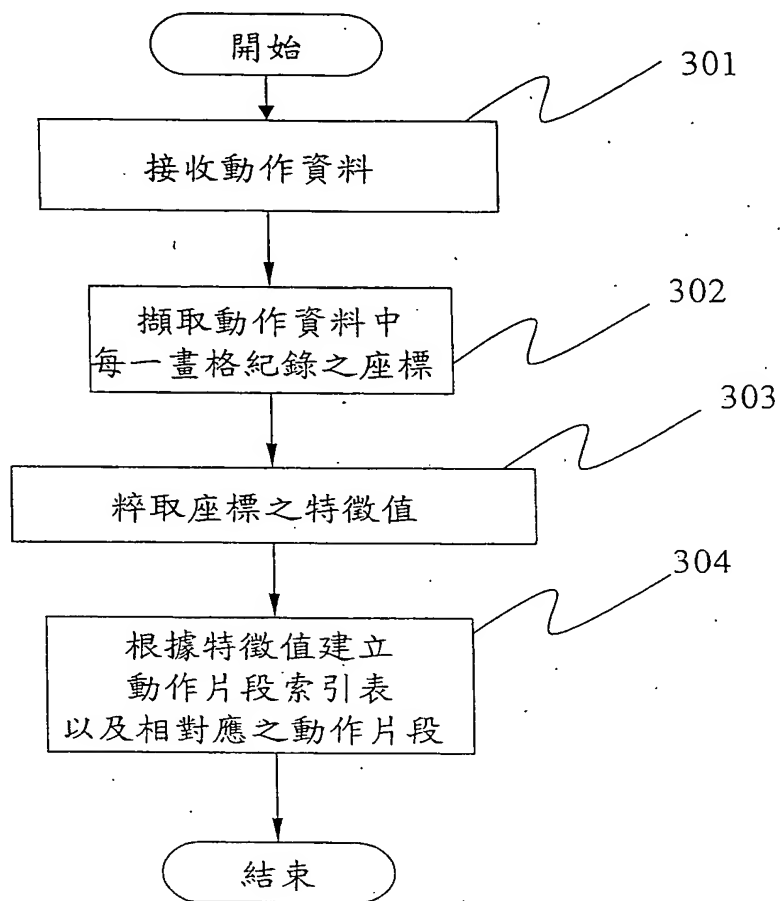 開始
301
接收動作資料
302
擷取動作資料中
每一畫格紀錄之座標
303
粹取座標之特徵值
304
根據特徵值建立
動作片段索引表
以及相對應之動作片段
結束